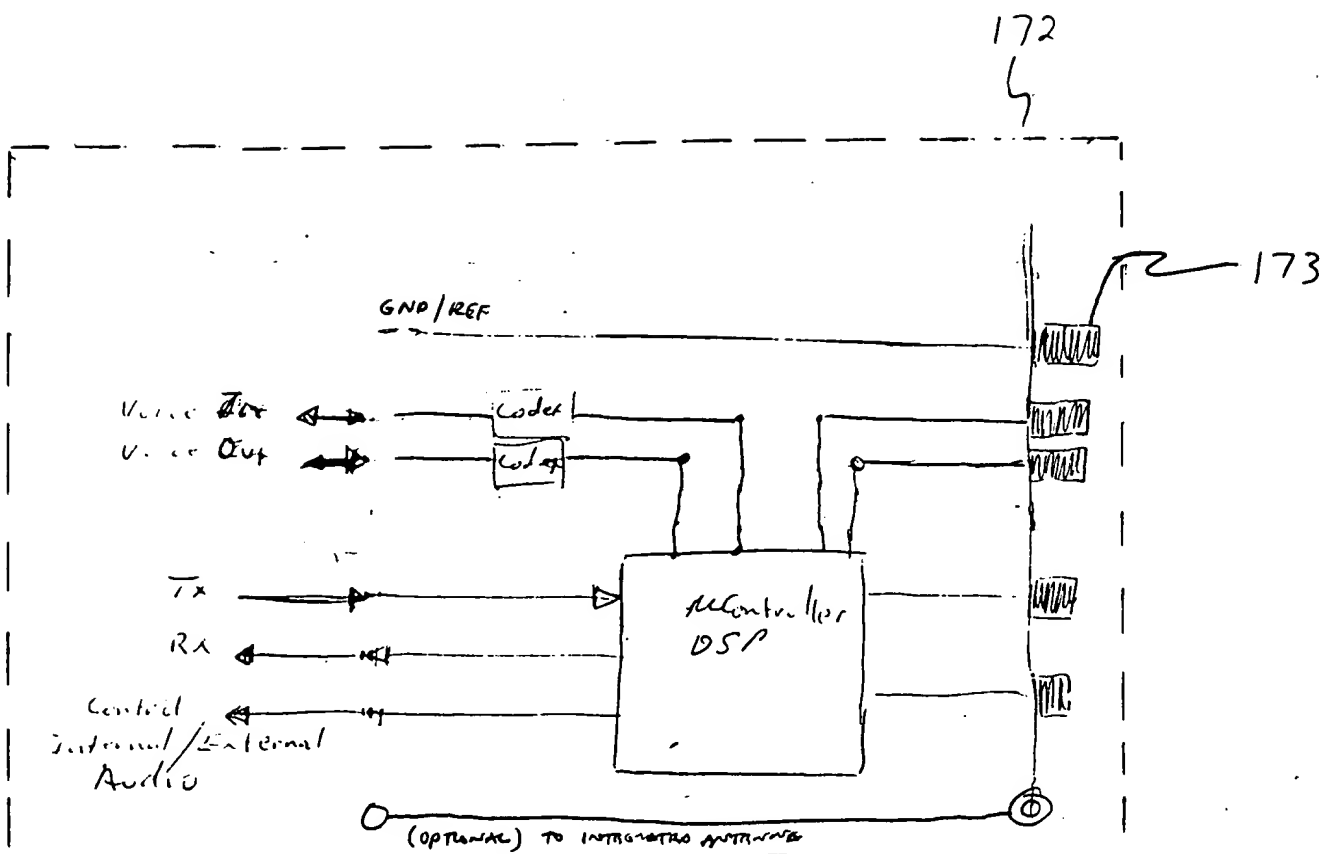 172
173
GND/REF
Voice
Codec
Voice Out
Codec
Tx
Rx
µController
DSP
Control
Internal/External
Audio
(OPTIONAL) TO INTEGRATED ANTENNE